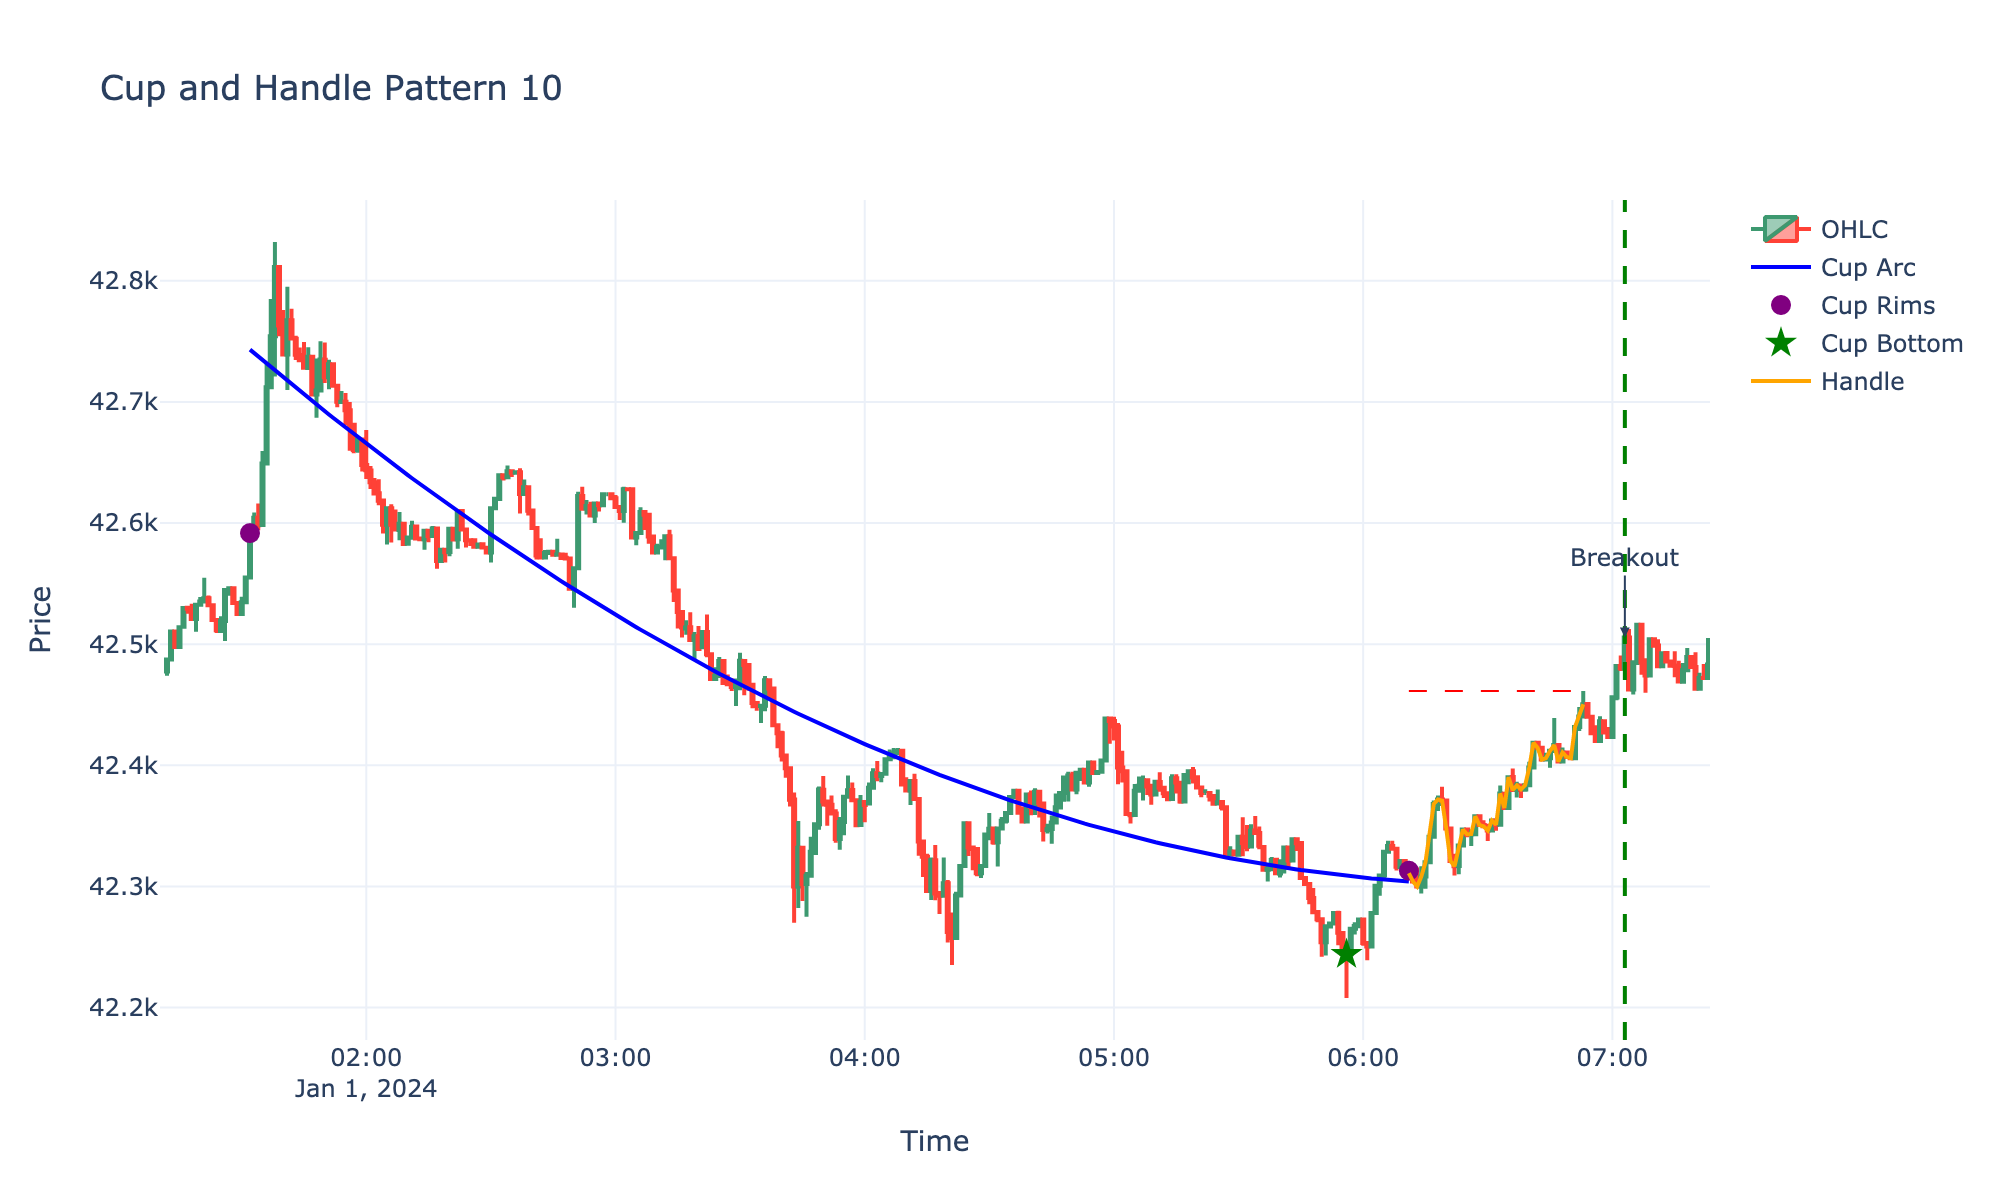 Cup and Handle Pattern 10
OHLC
Cup Arc
Cup Rims
Cup Bottom
Handle
Breakout
Price
42.8k
42.7k
42.6k
42.5k
42.4k
42.3k
42.2k
02:00
03:00
04:00
05:00
06:00
07:00
Jan 1, 2024
Time